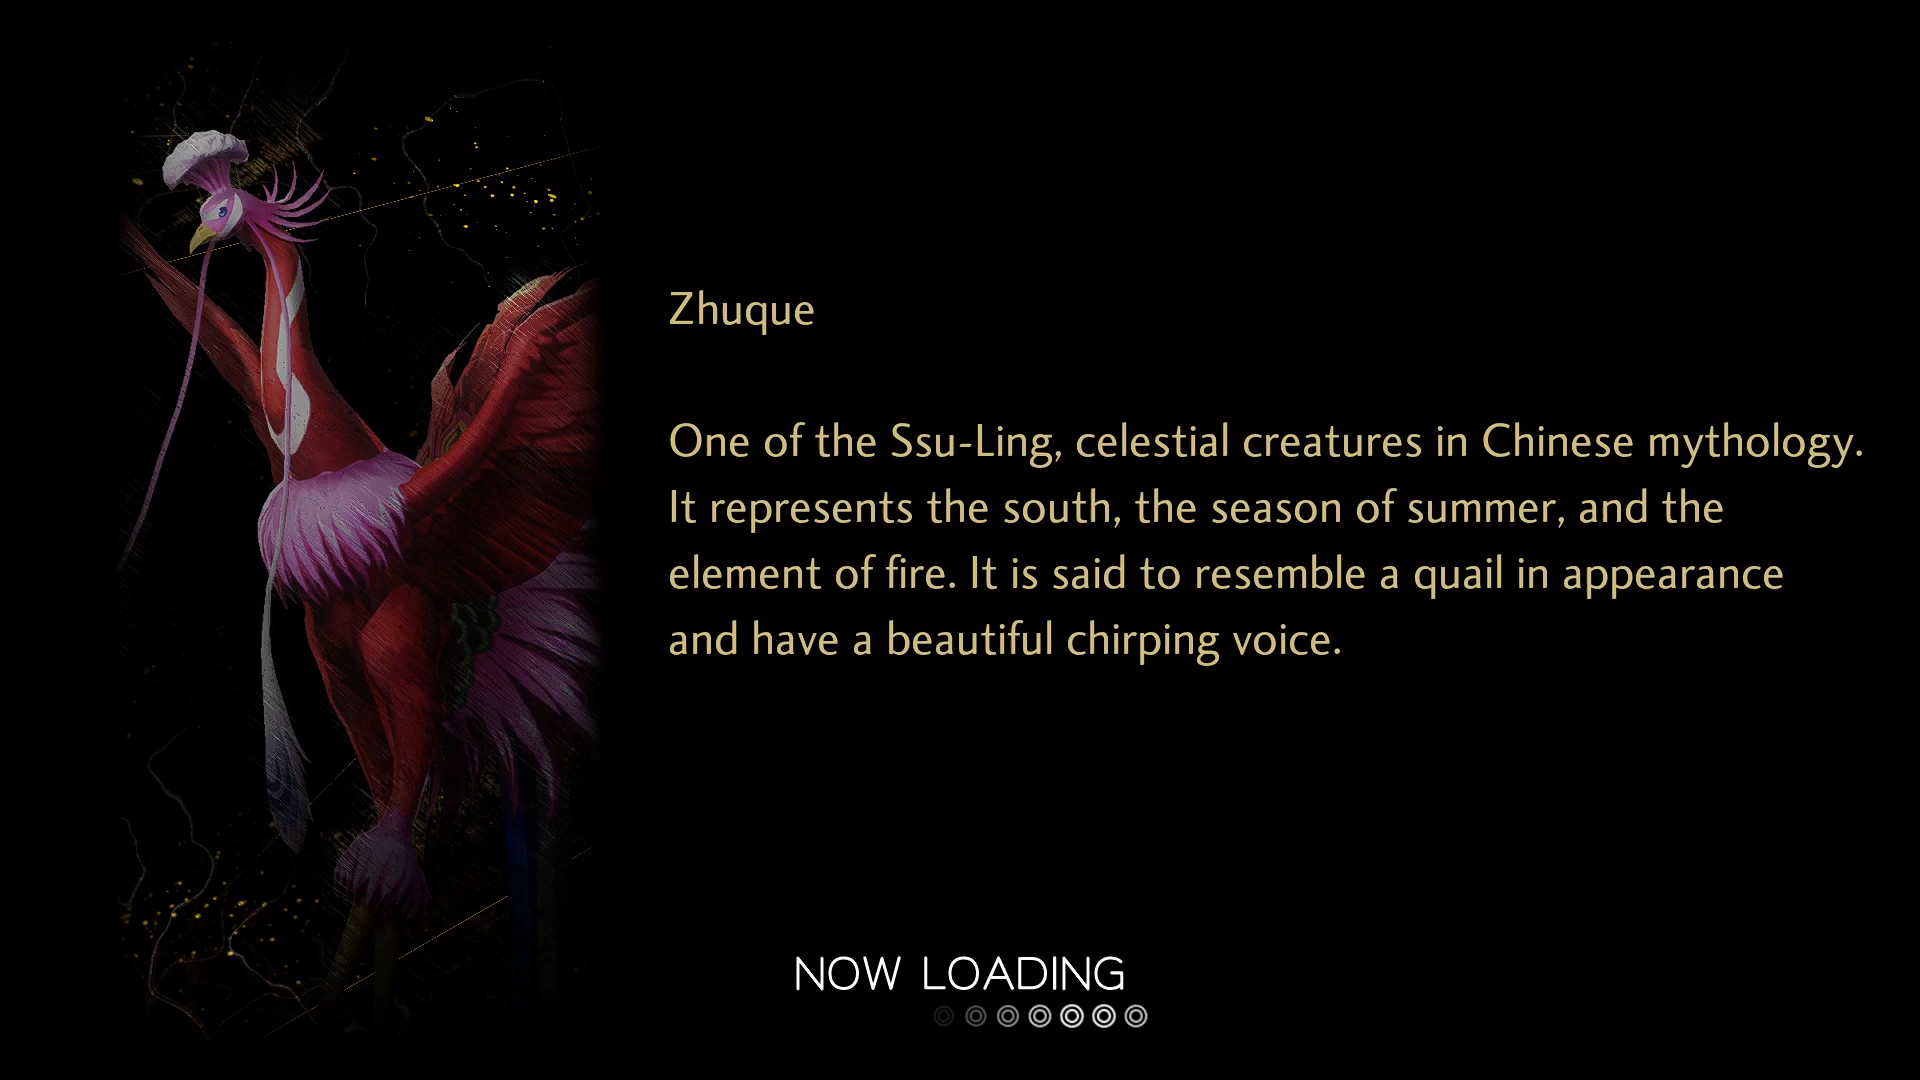 Zhuque
One of the Ssu-Ling, celestial creatures in Chinese mythology.
It represents the south, the season of summer, and the
element of fire. It is said to resemble a quail in appearance
and have a beautiful chirping voice.
NOW LOADING